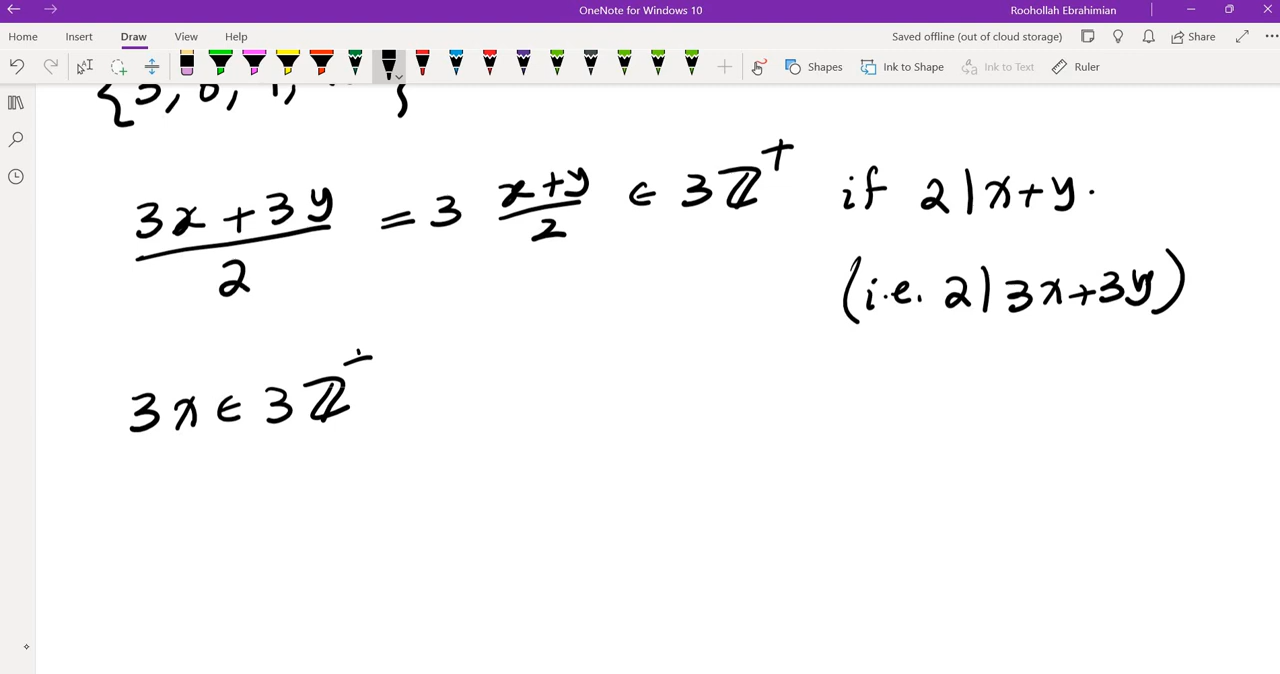 OneNote for Windows 10
Roohollah Ebrahimian
Home Insert Draw View Help
Saved offline (out of cloud storage) Share
Shapes Ink to Shape Ink to Text Ruler
(3x + 3y)/2 = 3 (x+y)/2 ∈ 3ℤ⁺ if 2|x+y.
(i.e. 2|3x+3y)
3x ∈ 3ℤ